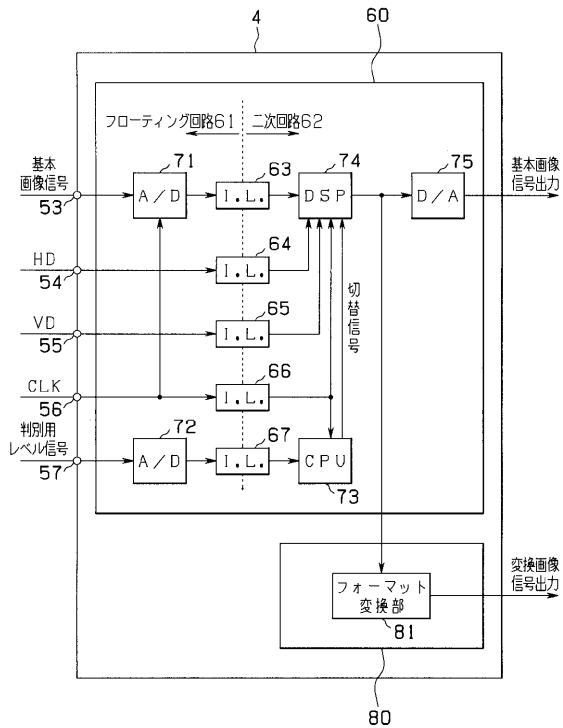 60
4
フローティング回路61
二次回路62
基本
画像信号
53
71
A/D
63
I.L.
74
DSP
75
D/A
基本画像
信号出力
HD
54
64
I.L.
VD
55
65
I.L.
切替信号
CLK
56
66
I.L.
判別用
レベル信号
57
72
A/D
67
I.L.
CPU
73
フォーマット
変換部
81
変換画像
信号出力
80